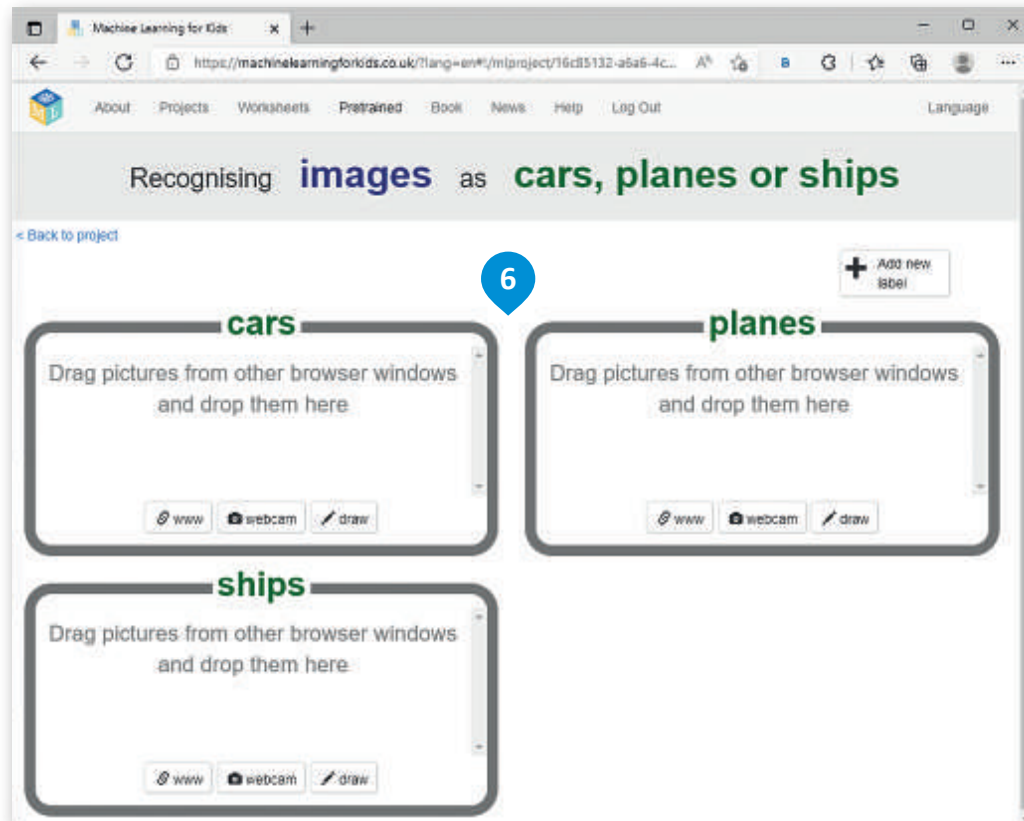 Machine Learning for Kids
https://machinelearningforkids.co.uk/?lang=en#!/mlproject/16c85132-a6a6-4c...
About Projects Worksheets Pretrained Book News Help Log Out Language
Recognising images as cars, planes or ships
< Back to project
6
Add new
label
cars
Drag pictures from other browser windows
and drop them here
www webcam draw
planes
Drag pictures from other browser windows
and drop them here
www webcam draw
ships
Drag pictures from other browser windows
and drop them here
www webcam draw